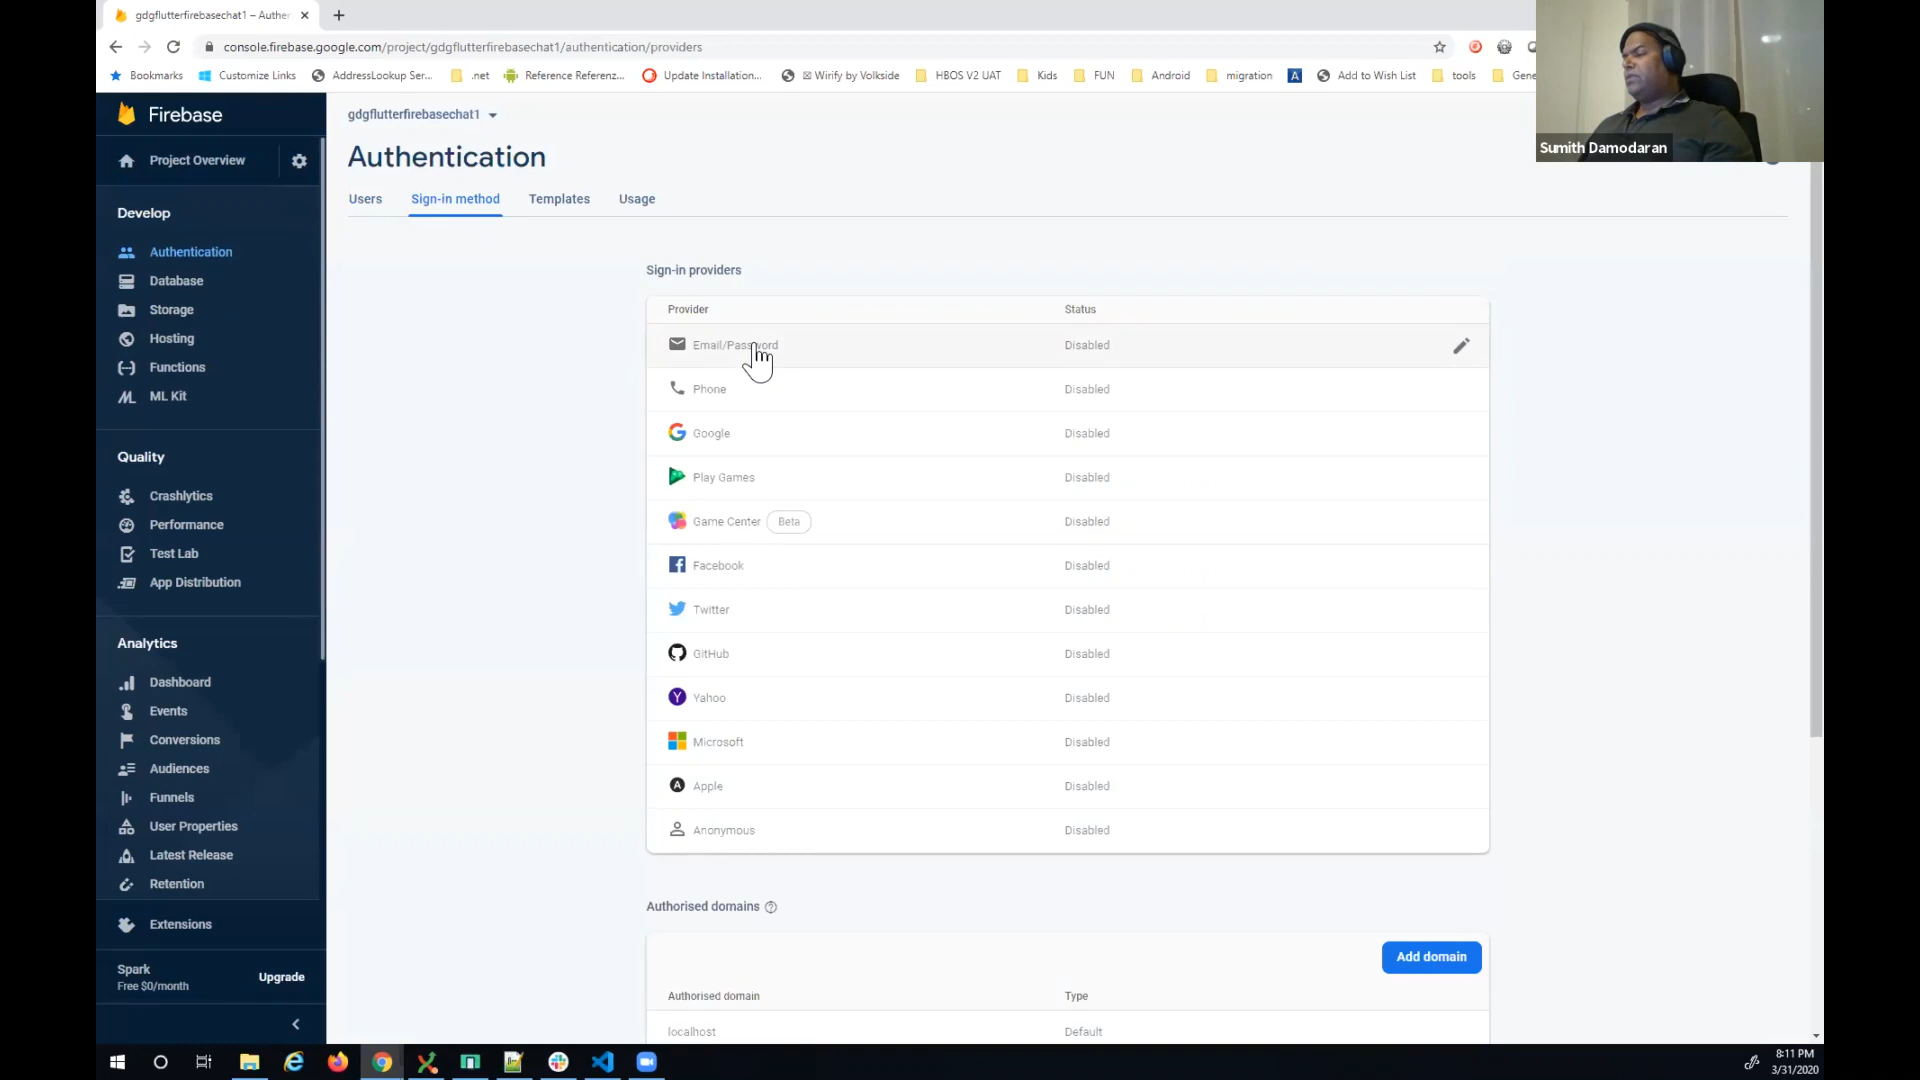 gdgflutterfirebasechat1 – Auther
console.firebase.google.com/project/gdgflutterfirebasechat1/authentication/providers
Bookmarks
Customize Links
AddressLookup Ser...
.net
Reference Referenz...
Update Installation...
Wirify by Volkside
HBOS V2 UAT
Kids
FUN
Android
migration
A
Add to Wish List
tools
Gene
Sumith Damodaran
Firebase
Project Overview
Develop
Authentication
Database
Storage
Hosting
Functions
ML Kit
Quality
Crashlytics
Performance
Test Lab
App Distribution
Analytics
Dashboard
Events
Conversions
Audiences
Funnels
User Properties
Latest Release
Retention
Extensions
Spark
Free $0/month
Upgrade
gdgflutterfirebasechat1
Authentication
Users
Sign-in method
Templates
Usage
Sign-in providers
Provider Status
Email/Password Disabled
Phone Disabled
Google Disabled
Play Games Disabled
Game Center Beta Disabled
Facebook Disabled
Twitter Disabled
GitHub Disabled
Yahoo Disabled
Microsoft Disabled
Apple Disabled
Anonymous Disabled
Authorised domains
Add domain
Authorised domain Type
localhost Default
8:11 PM
3/31/2020